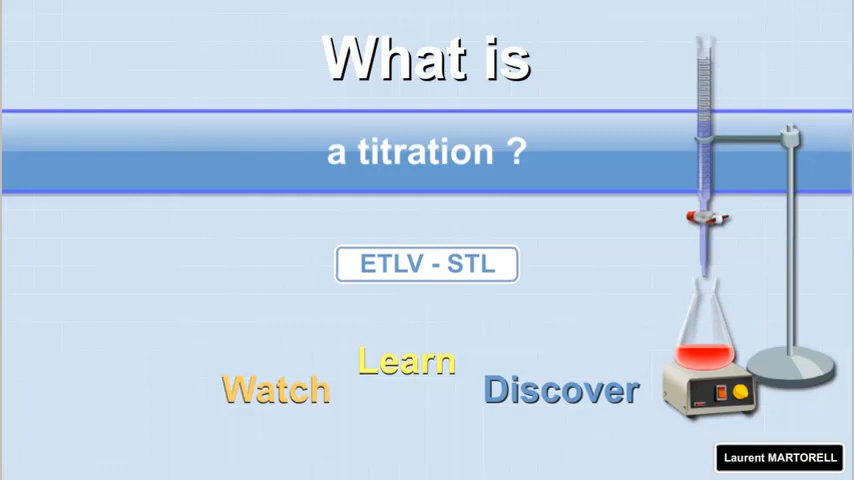 What is
a titration ?
ETLV - STL
Learn
Watch
Discover
Laurent MARTORELL